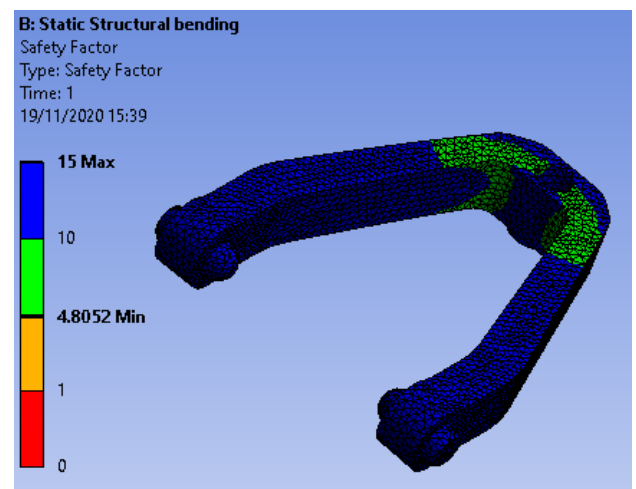 B: Static Structural bending
Safety Factor
Type: Safety Factor
Time: 1
19/11/2020 15:39
15 Max
10
4.8052 Min
1
0